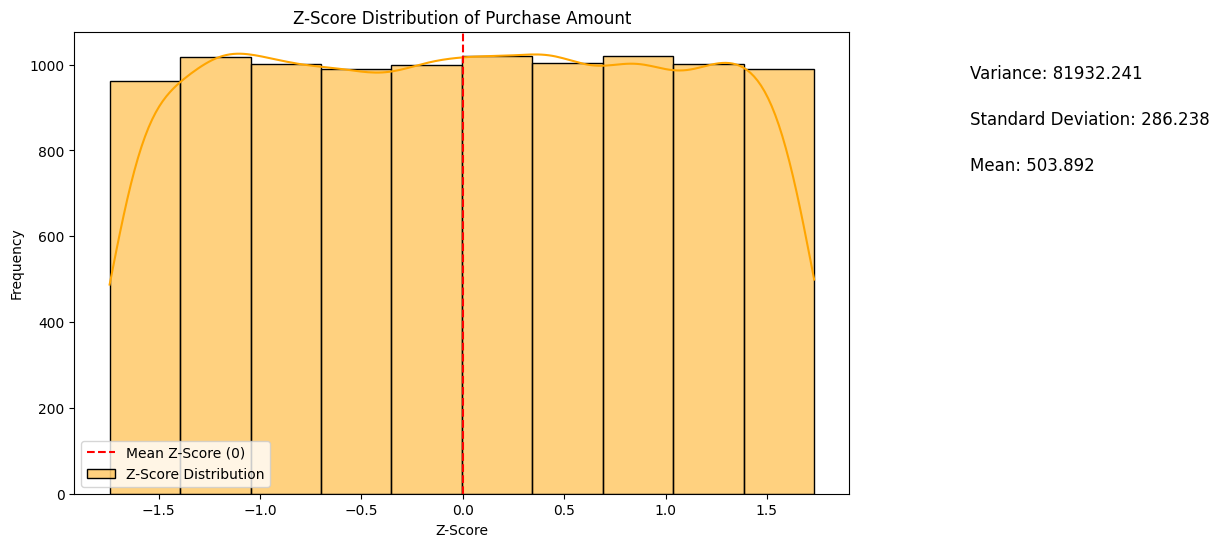 Z-Score Distribution of Purchase Amount
Variance: 81932.241
Standard Deviation: 286.238
Mean: 503.892
Frequency
1000
800
600
400
200
0
Mean Z-Score (0)
Z-Score Distribution
−1.5 −1.0 −0.5 0.0 0.5 1.0 1.5
Z-Score